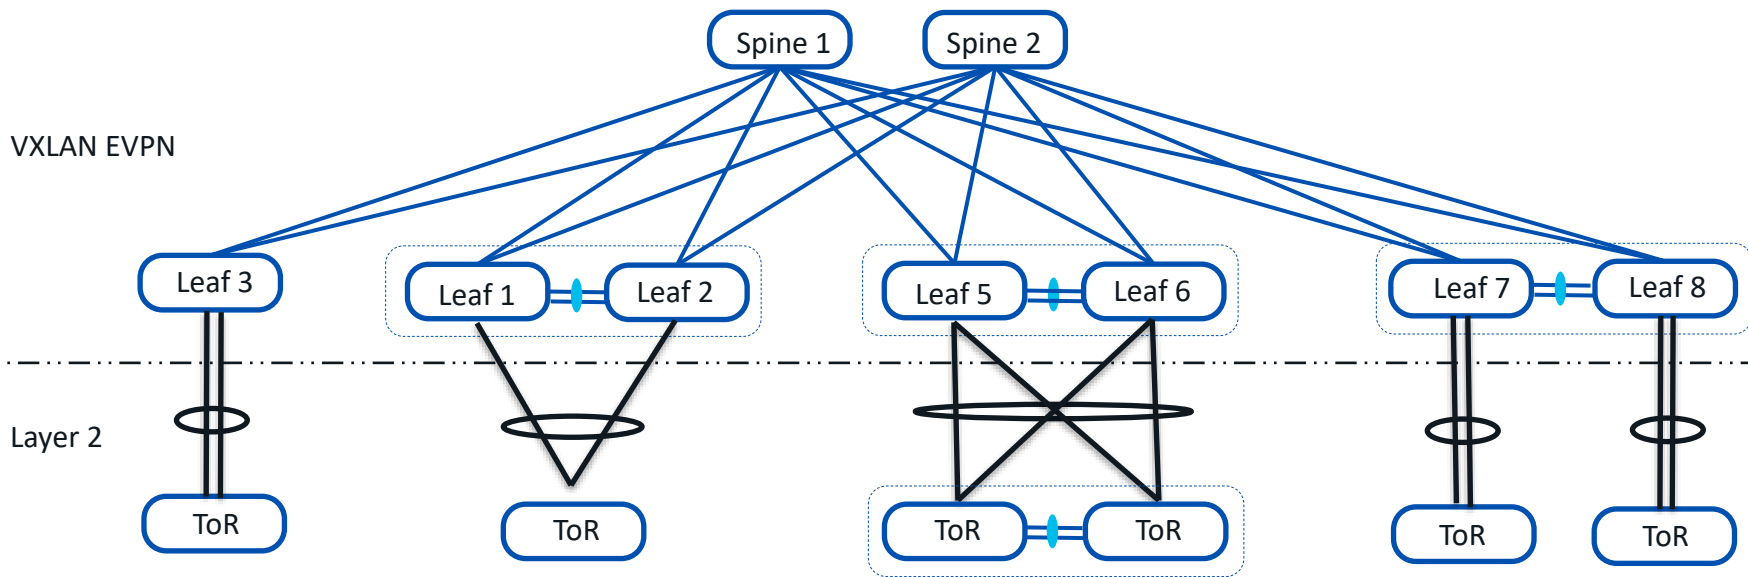 Spine 1
Spine 2
VXLAN EVPN
Leaf 3
Leaf 1
Leaf 2
Leaf 5
Leaf 6
Leaf 7
Leaf 8
Layer 2
ToR
ToR
ToR
ToR
ToR
ToR